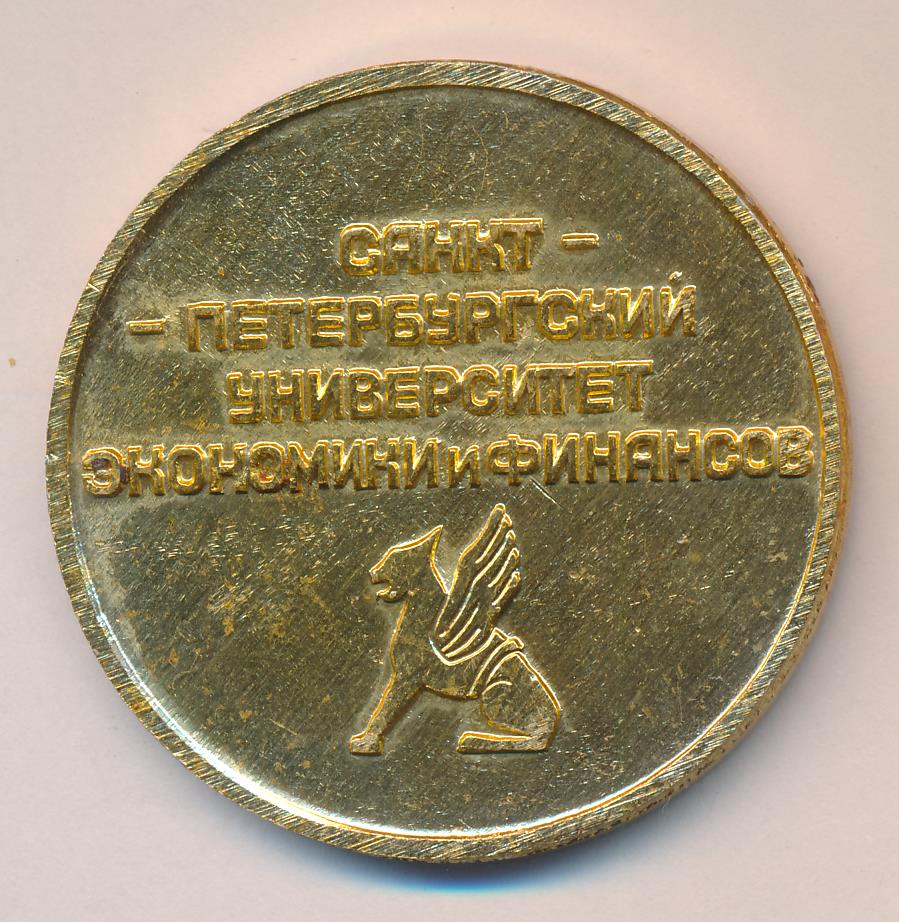 САНКТ -
- ПЕТЕРБУРГСКИЙ
УНИВЕРСИТЕТ
ЭКОНОМИКИ и ФИНАНСОВ